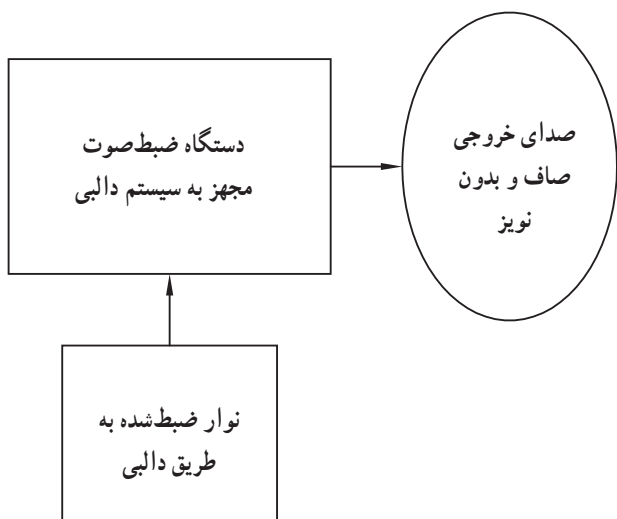 دستگاه ضبط‌صوت
مجهز به سیستم دالبی
صدای خروجی
صاف و بدون
نویز
نوار ضبط‌شده به
طریق دالبی